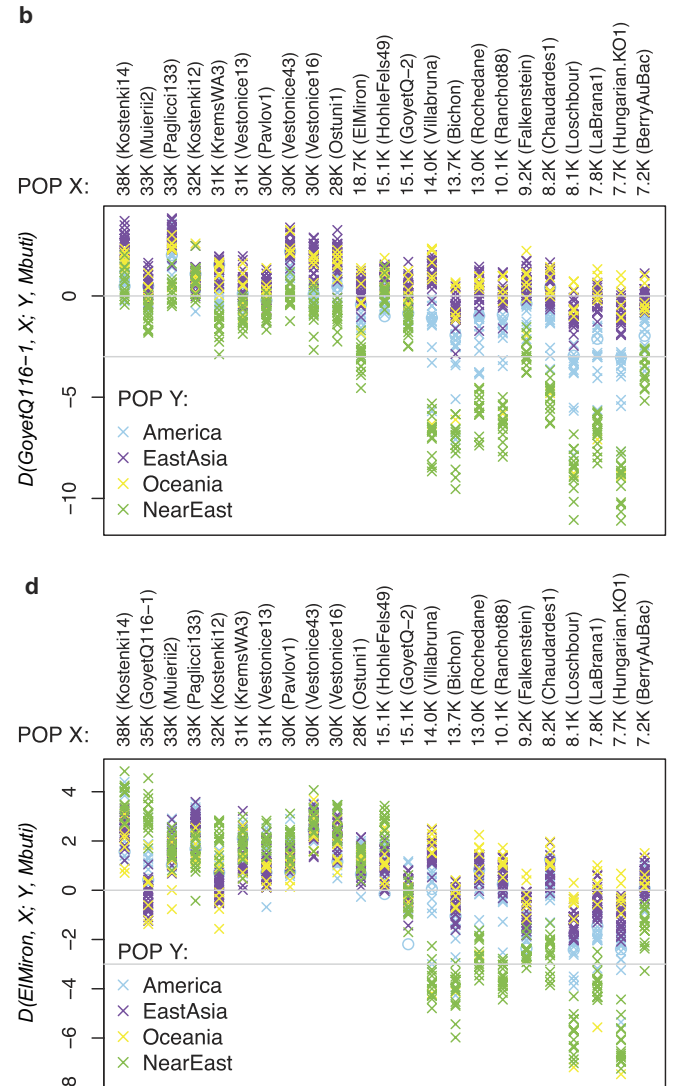 b
POP X:
38K (Kostenki14)
33K (Muierii2)
33K (Paglicci133)
32K (Kostenki12)
31K (KremsWA3)
31K (Vestonice13)
30K (Pavlov1)
30K (Vestonice43)
30K (Vestonice16)
28K (Ostuni1)
18.7K (ElMiron)
15.1K (HohleFels49)
15.1K (GoyetQ−2)
14.0K (Villabruna)
13.7K (Bichon)
13.0K (Rochedane)
10.1K (Ranchot88)
9.2K (Falkenstein)
8.2K (Chaudardes1)
8.1K (Loschbour)
7.8K (LaBrana1)
7.7K (Hungarian.KO1)
7.2K (BerryAuBac)
D(GoyetQ116−1, X; Y, Mbuti)
0
−5
−10
POP Y:
America
EastAsia
Oceania
NearEast
d
POP X:
38K (Kostenki14)
35K (GoyetQ116−1)
33K (Muierii2)
33K (Paglicci133)
32K (Kostenki12)
31K (KremsWA3)
31K (Vestonice13)
30K (Pavlov1)
30K (Vestonice43)
30K (Vestonice16)
28K (Ostuni1)
15.1K (HohleFels49)
15.1K (GoyetQ−2)
14.0K (Villabruna)
13.7K (Bichon)
13.0K (Rochedane)
10.1K (Ranchot88)
9.2K (Falkenstein)
8.2K (Chaudardes1)
8.1K (Loschbour)
7.8K (LaBrana1)
7.7K (Hungarian.KO1)
7.2K (BerryAuBac)
D(ElMiron, X; Y, Mbuti)
4
2
0
−2
−4
−6
8
POP Y:
America
EastAsia
Oceania
NearEast